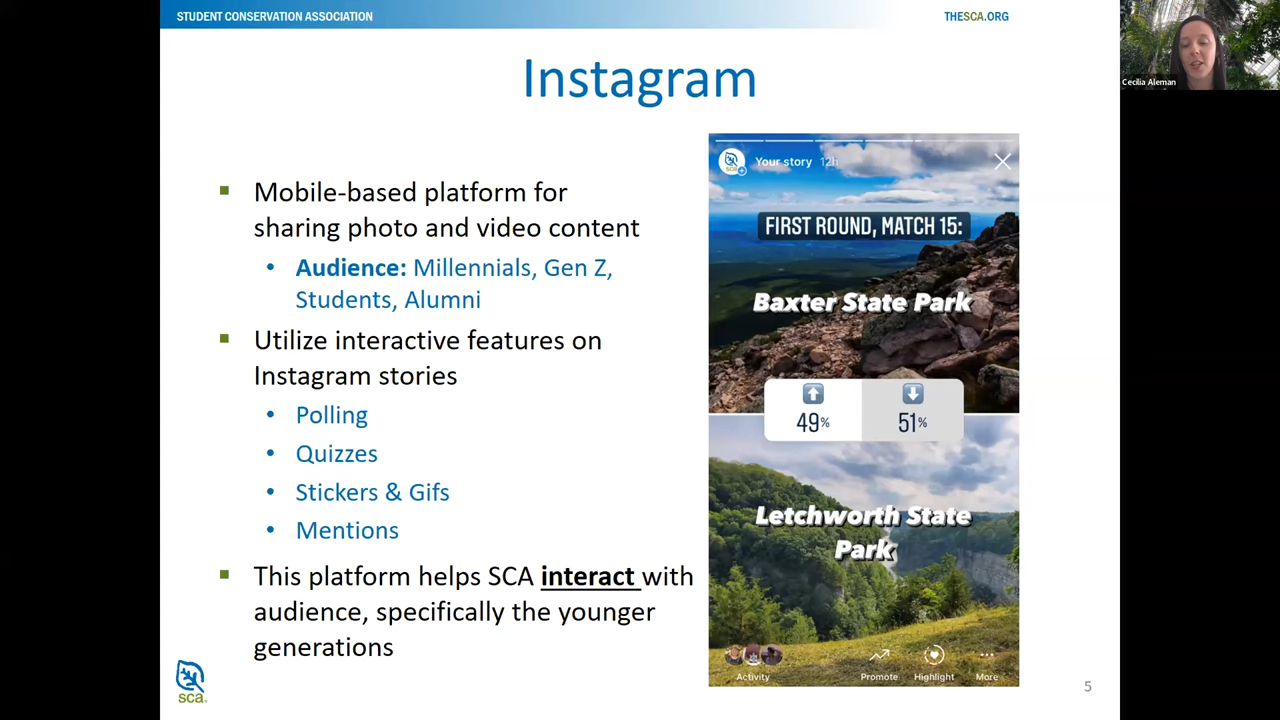 STUDENT CONSERVATION ASSOCIATION
THESCA.ORG
Cecilia Aleman
Instagram
Mobile-based platform for
sharing photo and video content
Audience: Millennials, Gen Z,
Students, Alumni
Utilize interactive features on
Instagram stories
Polling
Quizzes
Stickers & Gifs
Mentions
This platform helps SCA interact with
audience, specifically the younger
generations
sca
Your story 12h
FIRST ROUND, MATCH 15:
Baxter State Park
49% 51%
Letchworth State
Park
Activity Promote Highlight More
sca
5